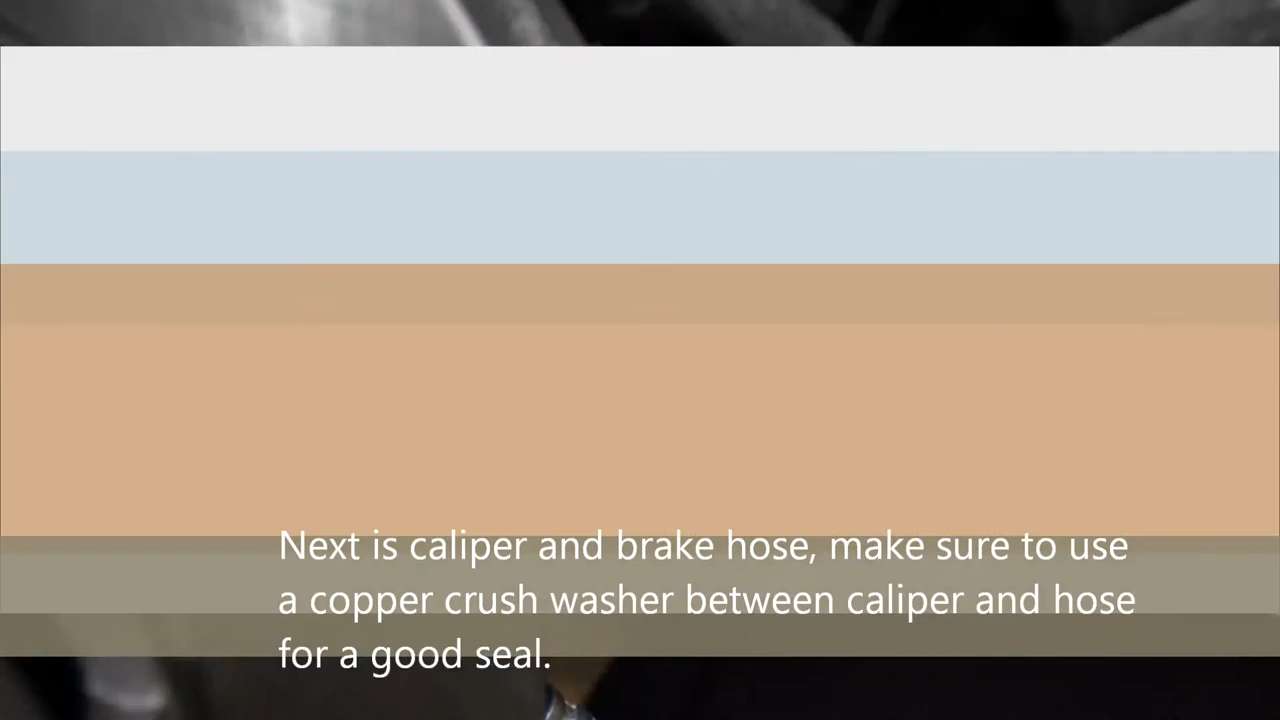 Next is caliper and brake hose, make sure to use
a copper crush washer between caliper and hose
for a good seal.